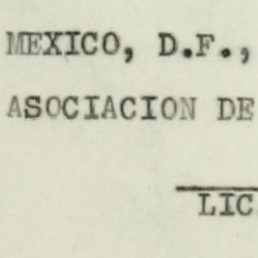 MEXICO, D.F.,
ASOCIACION DE
LIC.